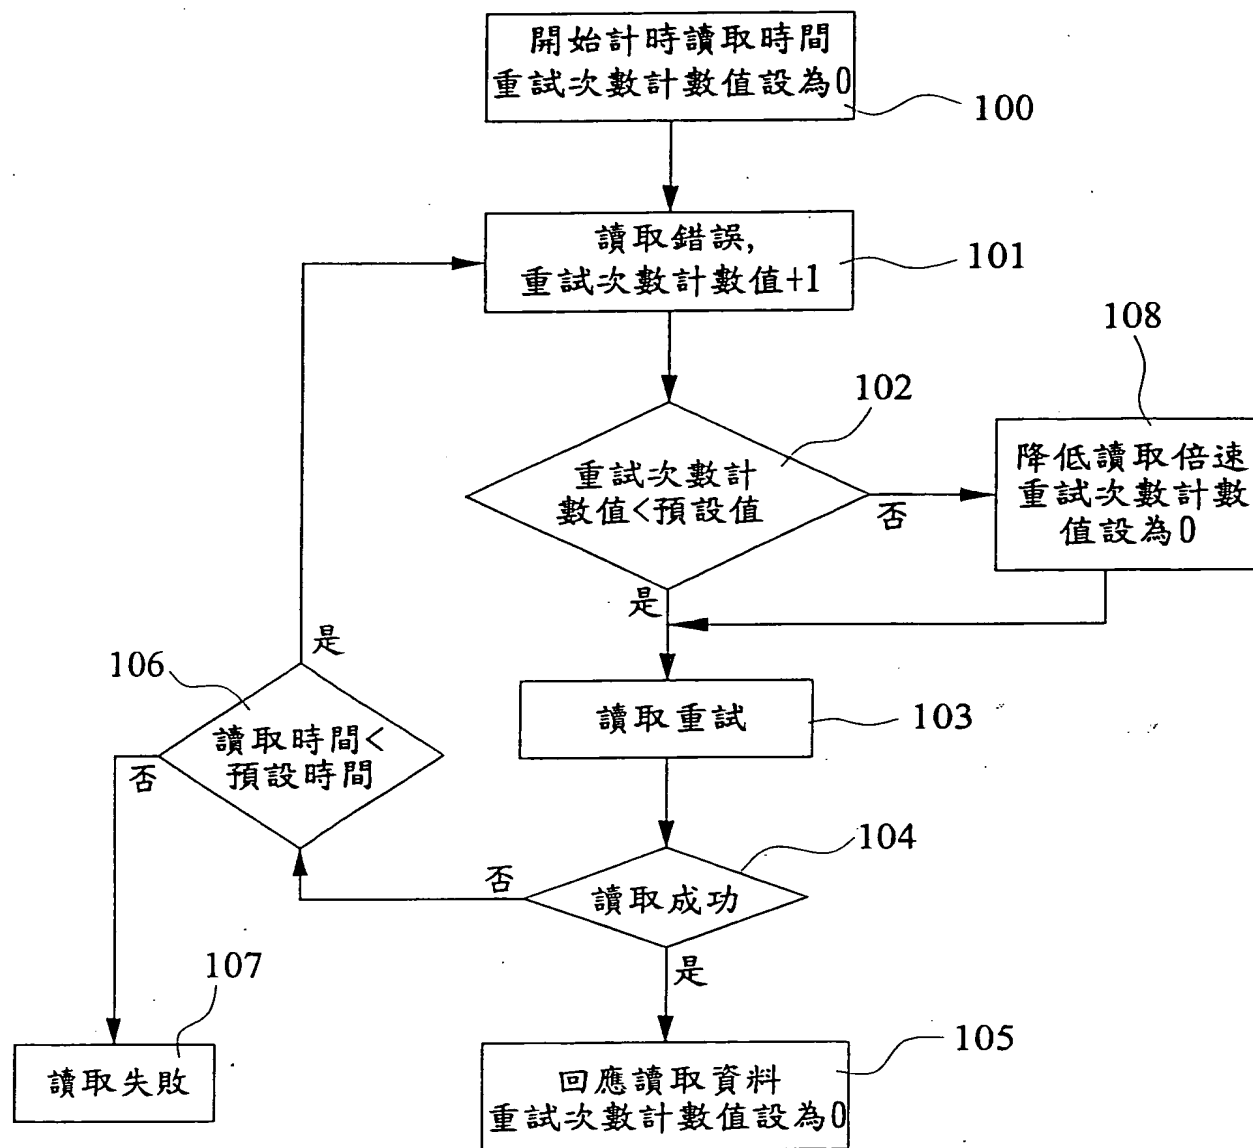 開始計時讀取時間
重試次數計數值設為0
100
讀取錯誤,
重試次數計數值+1
101
108
102
重試次數計
數值<預設值
否
降低讀取倍速
重試次數計數
值設為0
是
是
106
讀取重試
103
讀取時間<
預設時間
否
104
否
讀取成功
是
107
讀取失敗
105
回應讀取資料
重試次數計數值設為0